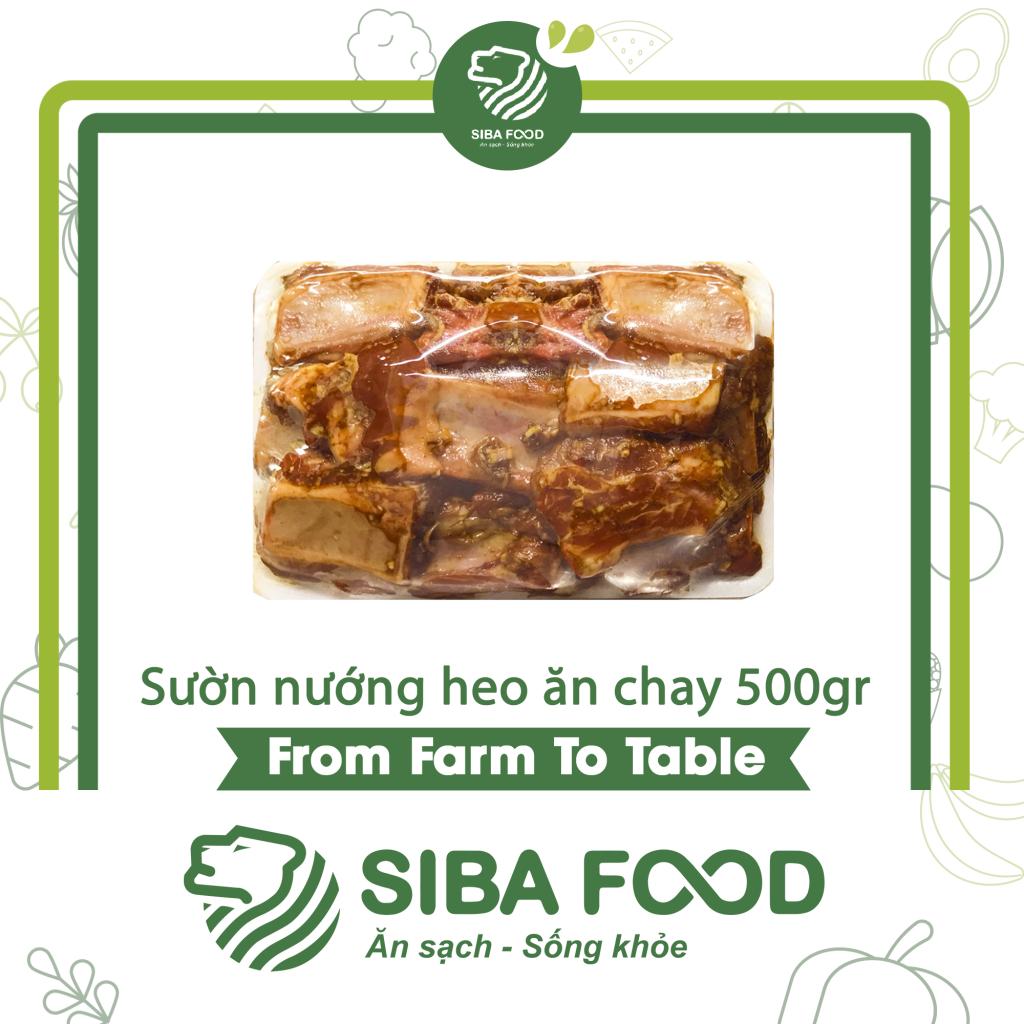 SIBA FOOD
Ăn sạch - Sống khỏe
Sườn nướng heo ăn chay 500gr
From Farm To Table
SIBA FOOD
Ăn sạch - Sống khỏe